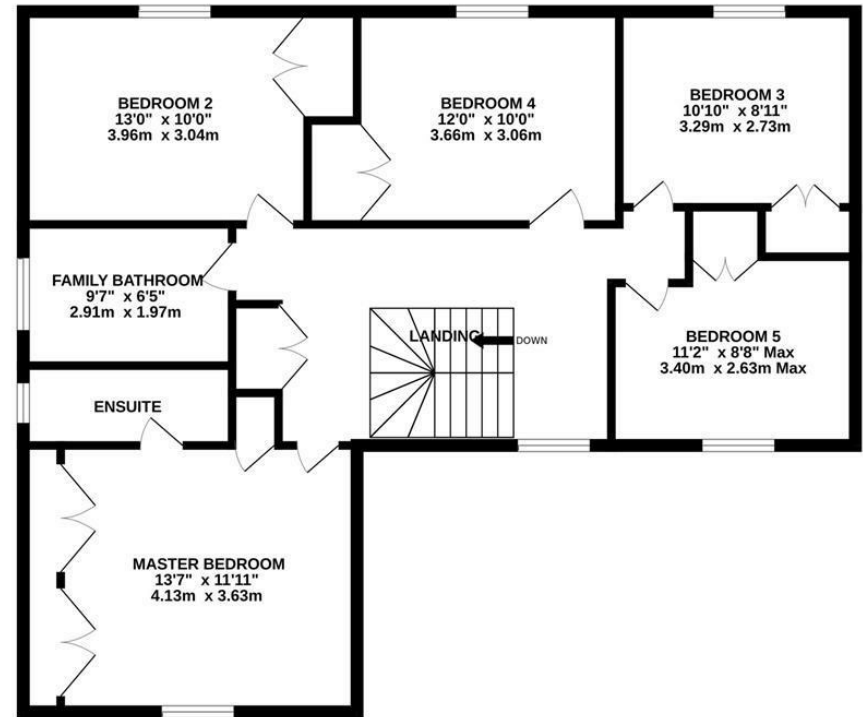 BEDROOM 2
13'0" x 10'0"
3.96m x 3.04m
BEDROOM 4
12'0" x 10'0"
3.66m x 3.06m
BEDROOM 3
10'10" x 8'11"
3.29m x 2.73m
FAMILY BATHROOM
9'7" x 6'5"
2.91m x 1.97m
LANDING
DOWN
BEDROOM 5
11'2" x 8'8" Max
3.40m x 2.63m Max
ENSUITE
MASTER BEDROOM
13'7" x 11'11"
4.13m x 3.63m